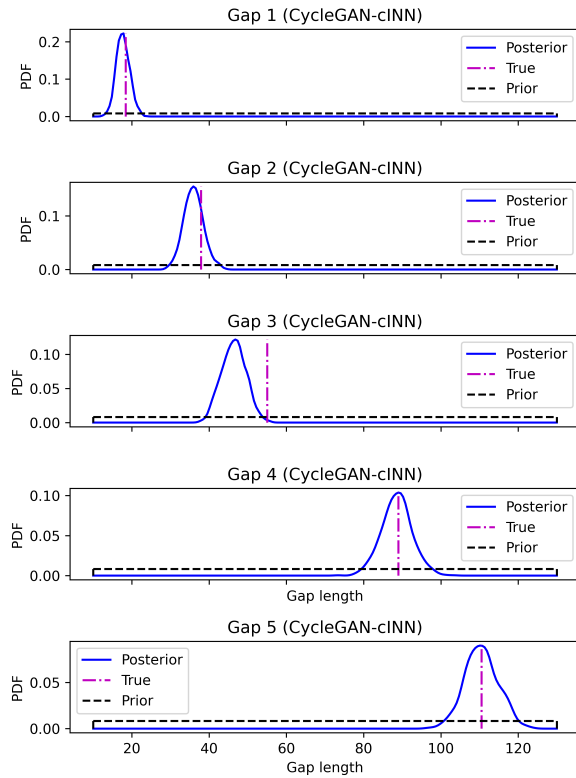 Gap 1 (CycleGAN-cINN)
PDF
0.2
0.1
0.0
Posterior
True
Prior
Gap 2 (CycleGAN-cINN)
PDF
0.1
0.0
Posterior
True
Prior
Gap 3 (CycleGAN-cINN)
PDF
0.10
0.05
0.00
Posterior
True
Prior
Gap 4 (CycleGAN-cINN)
PDF
0.10
0.05
0.00
Posterior
True
Prior
Gap length
Gap 5 (CycleGAN-cINN)
PDF
0.05
0.00
Posterior
True
Prior
20 40 60 80 100 120
Gap length